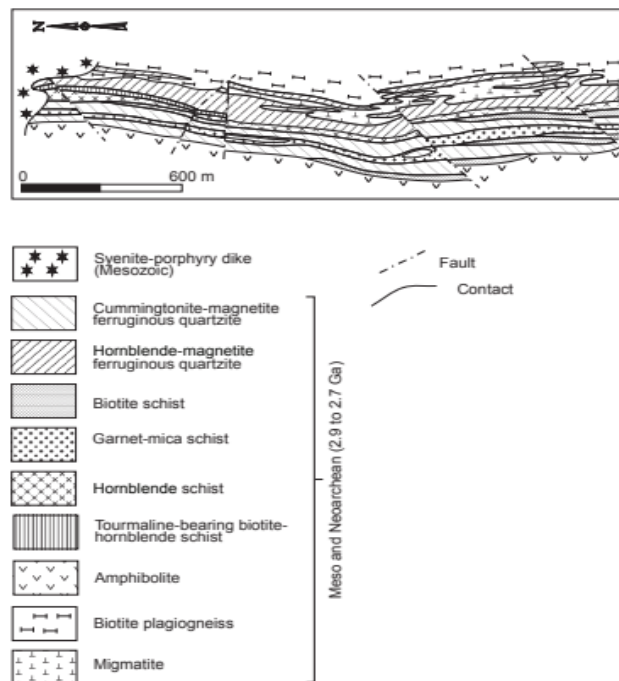 N
0 600 m
Syenite-porphyry dike
(Mesozoic)
Cummingtonite-magnetite
ferruginous quartzite
Hornblende-magnetite
ferruginous quartzite
Biotite schist
Garnet-mica schist
Hornblende schist
Tourmaline-bearing biotite-
hornblende schist
Amphibolite
Biotite plagiogneiss
Migmatite
Meso and Neoarchean (2.9 to 2.7 Ga)
Fault
Contact